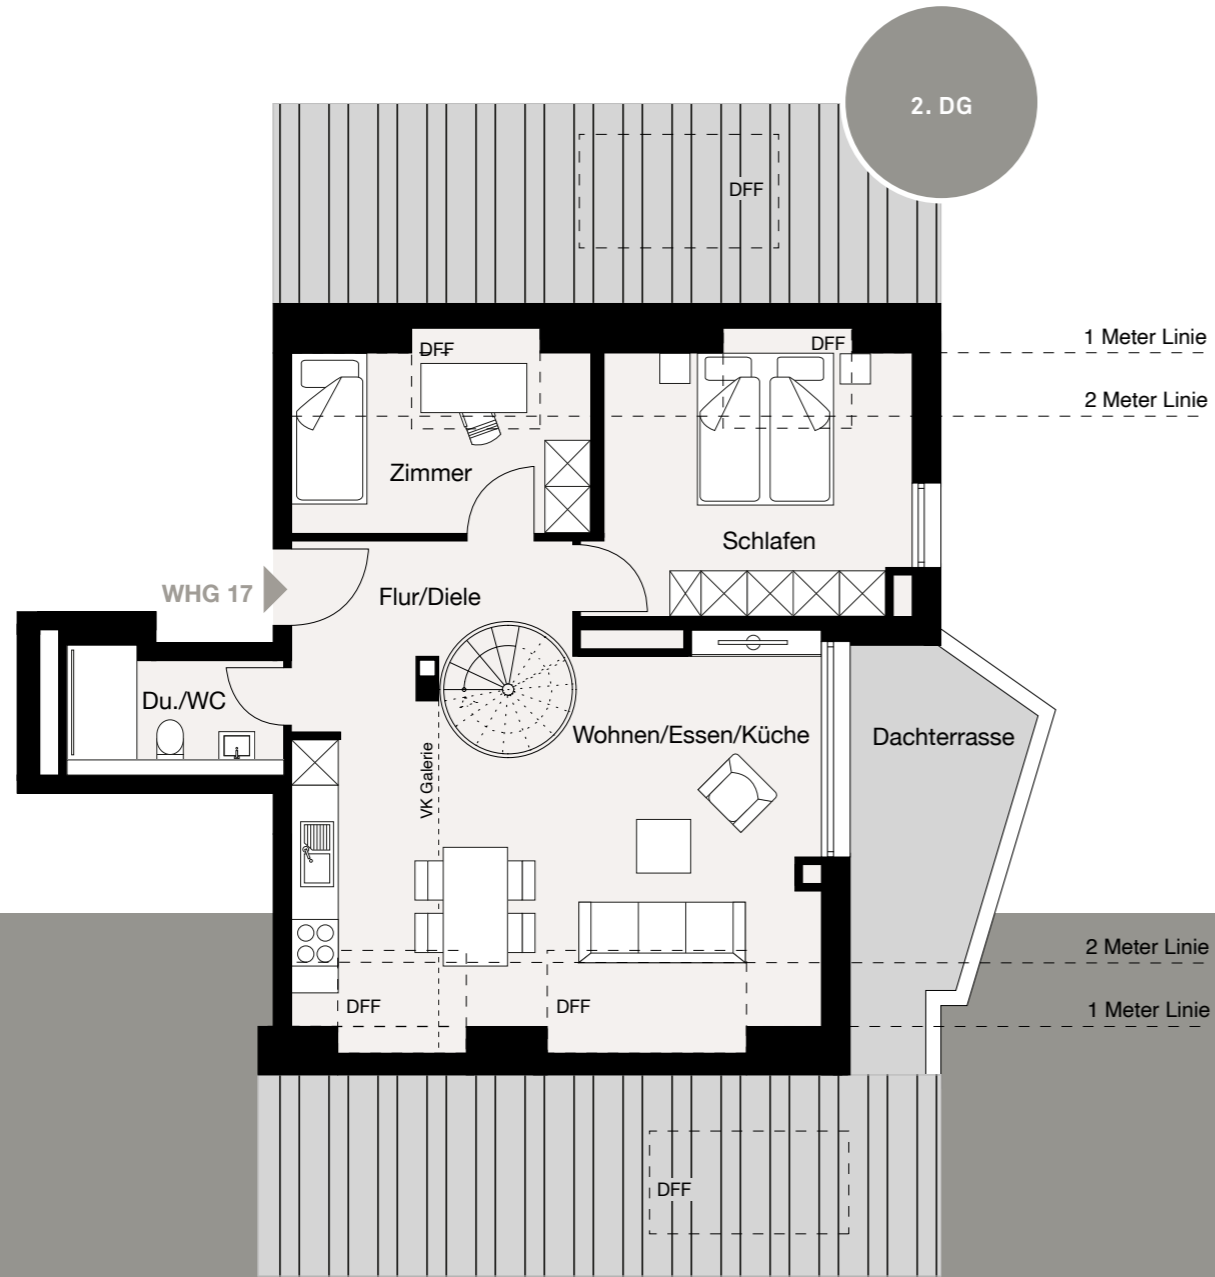 2. DG
DFF
1 Meter Linie
DFF
DFF
2 Meter Linie
Zimmer
Schlafen
WHG 17
Flur/Diele
Du./WC
Wohnen/Essen/Küche
Dachterrasse
VK Galerie
2 Meter Linie
DFF
DFF
1 Meter Linie
DFF